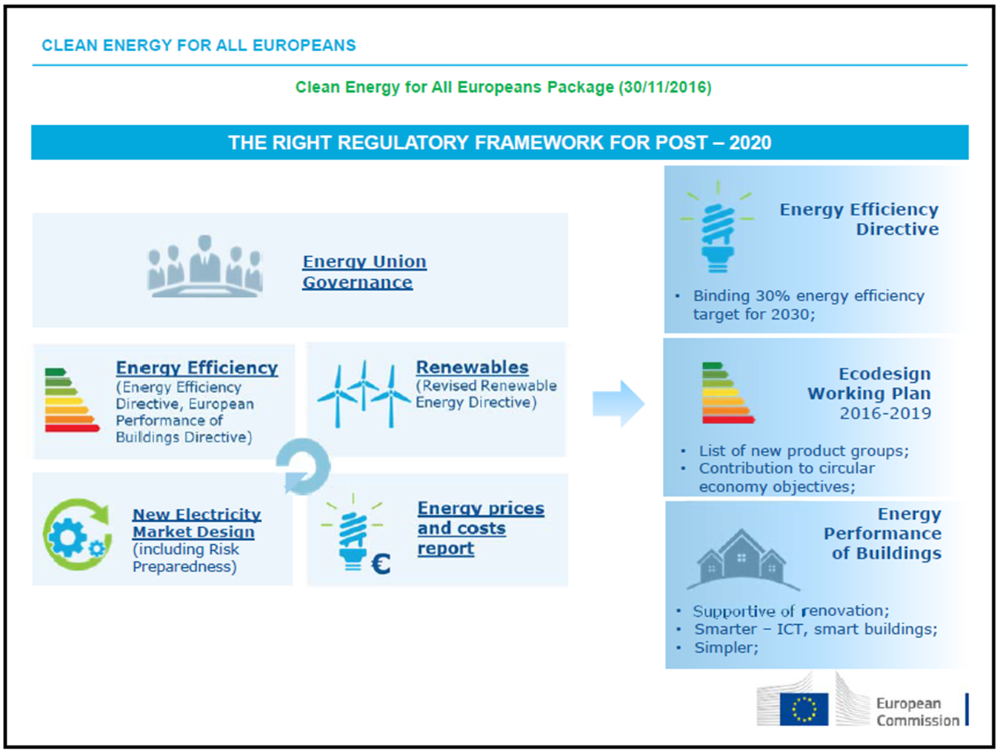 CLEAN ENERGY FOR ALL EUROPEANS
Clean Energy for All Europeans Package (30/11/2016)
THE RIGHT REGULATORY FRAMEWORK FOR POST – 2020
Energy Union
Governance
Energy Efficiency
(Energy Efficiency
Directive, European
Performance of
Buildings Directive)
Renewables
(Revised Renewable
Energy Directive)
New Electricity
Market Design
(including Risk
Preparedness)
Energy prices
and costs
report
€
Energy Efficiency
Directive
• Binding 30% energy efficiency
target for 2030;
Ecodesign
Working Plan
2016-2019
• List of new product groups;
• Contribution to circular
economy objectives;
Energy
Performance
of Buildings
• Supportive of renovation;
• Smarter – ICT, smart buildings;
• Simpler;
European
Commission